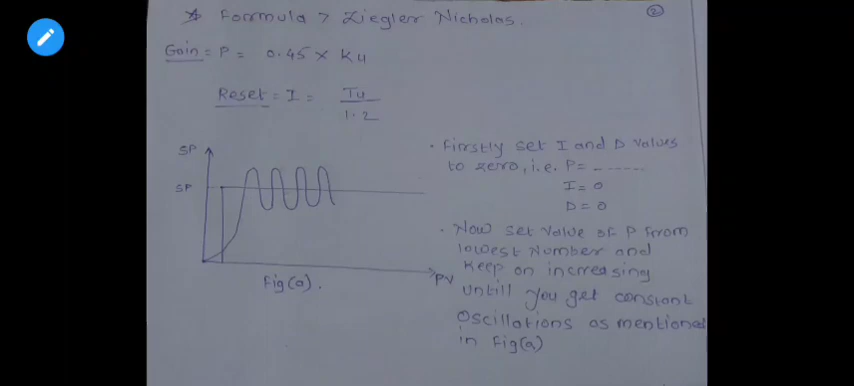 * Formula > Ziegler Nicholas.
②
Gain = P = 0.45 × Ku
Reset = I = Tu
1.2
SP
SP
PV
Fig(a).
• Firstly set I and D values
to zero, i.e. P= ------
I = 0
D = 0
• Now set value of P from
lowest number and
keep on increasing
untill you get constant
oscillations as mentioned
in fig(a)